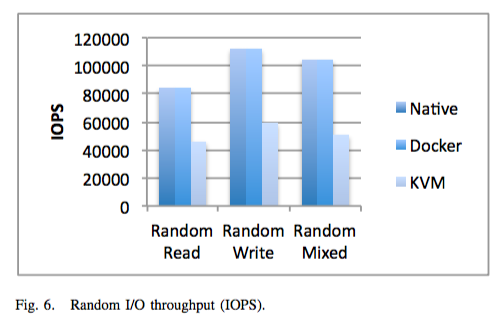 120000
100000
80000
60000
40000
20000
0
IOPS
Random Read
Random Write
Random Mixed
Native
Docker
KVM
Fig. 6. Random I/O throughput (IOPS).